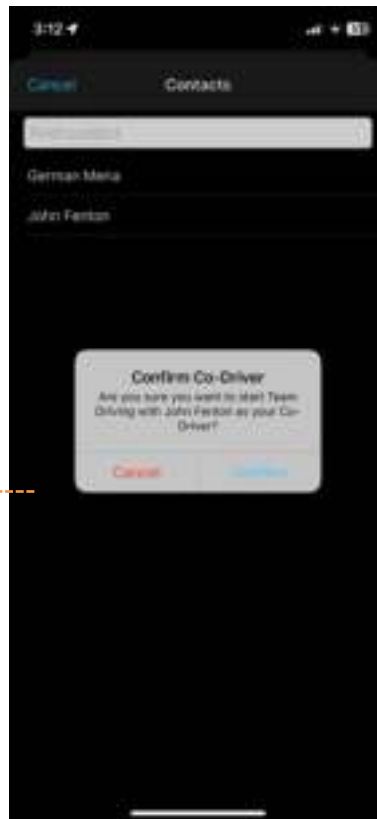 3:12
Cancel Contacts
German Mena
John Fenton
Confirm Co-Driver
Are you sure you want to start Team
Driving with John Fenton as your Co-
Driver?
Cancel Confirm